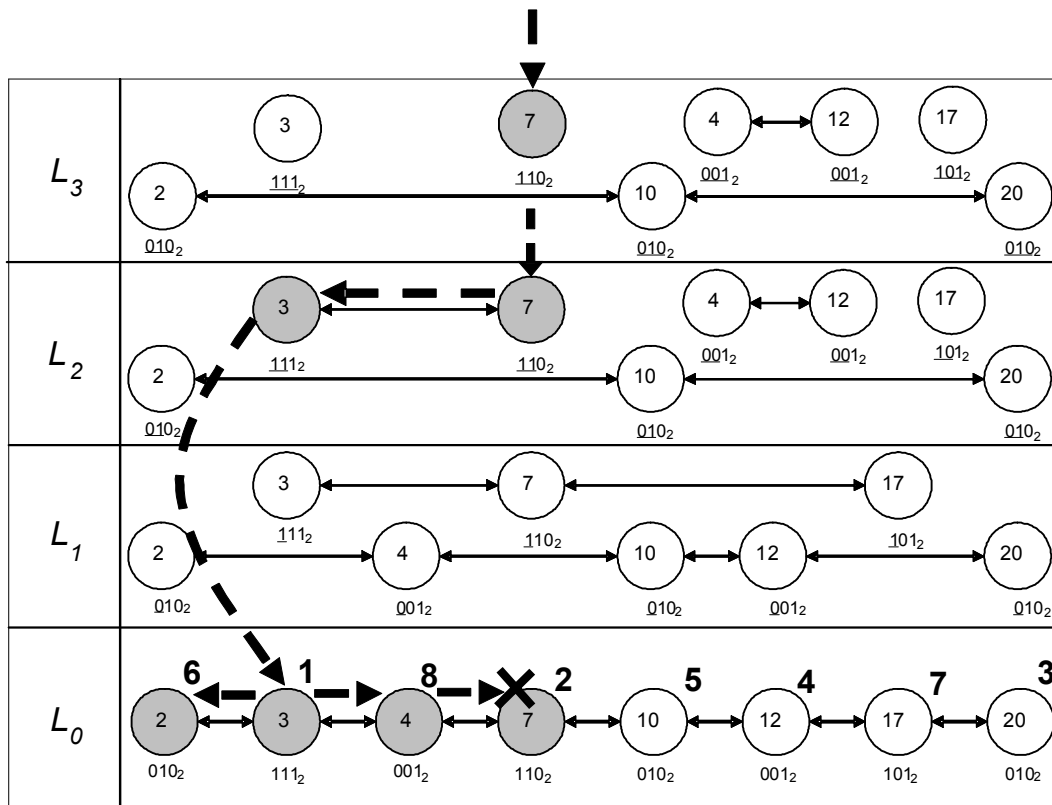 3 7 4 12 17
L3
111₂ 110₂ 001₂ 001₂ 101₂
2 10 20
010₂ 010₂ 010₂
3 7 4 12 17
L2
111₂ 110₂ 001₂ 001₂ 101₂
2 10 20
010₂ 010₂ 010₂
3 7 17
L1
111₂ 110₂ 101₂
2 4 10 12 20
010₂ 001₂ 010₂ 001₂ 010₂
6 1 8 2 5 4 7 3
L0
2 3 4 7 10 12 17 20
010₂ 111₂ 001₂ 110₂ 010₂ 001₂ 101₂ 010₂